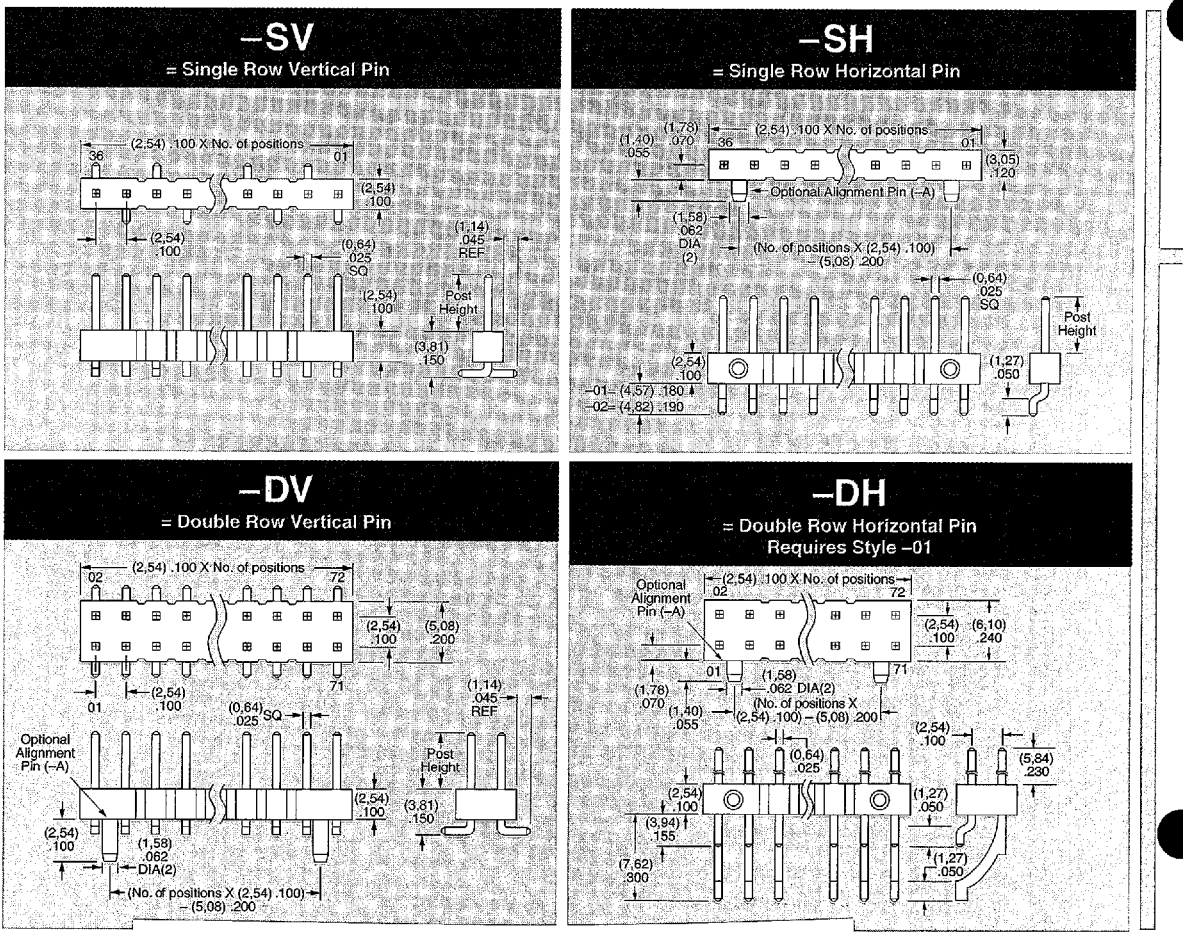 –SV
= Single Row Vertical Pin
(2,54) .100 X No. of positions
36
01
(2,54)
.100
(2,54)
.100
(0,64)
.025
SQ
(1,14)
.045
REF
(2,54)
.100
Post
Height
(3,81)
.150
–SH
= Single Row Horizontal Pin
(1,78)
.070
(2,54) .100 X No. of positions
(1,40)
.055
36
01
(3,05)
.120
Optional Alignment Pin (–A)
(1,58)
.062
DIA
(2)
(No. of positions X (2,54) .100)
– (5,08) .200
(0,64)
.025
SQ
Post
Height
(2,54)
.100
(1,27)
.050
–01= (4,57) .180
–02= (4,82) .190
–DV
= Double Row Vertical Pin
(2,54) .100 X No. of positions
02
72
(2,54)
.100
(5,08)
.200
01
71
(2,54)
.100
(1,14)
.045
REF
(0,64)
.025 SQ
Optional
Alignment
Pin (–A)
Post
Height
(2,54)
.100
(3,81)
.150
(2,54)
.100
(1,58)
.062
DIA(2)
(No. of positions X (2,54) .100)
– (5,08) .200
–DH
= Double Row Horizontal Pin
Requires Style –01
Optional
Alignment
Pin (–A)
(2,54) .100 X No. of positions
02
72
(2,54)
.100
(6,10)
.240
01
71
(1,78)
.070
(1,58)
.062 DIA(2)
(1,40)
.055
(No. of positions X
(2,54) .100) – (5,08) .200
(0,64)
.025
(2,54)
.100
(5,84)
.230
(2,54)
.100
(1,27)
.050
(3,94)
.155
(7,62)
.300
(1,27)
.050